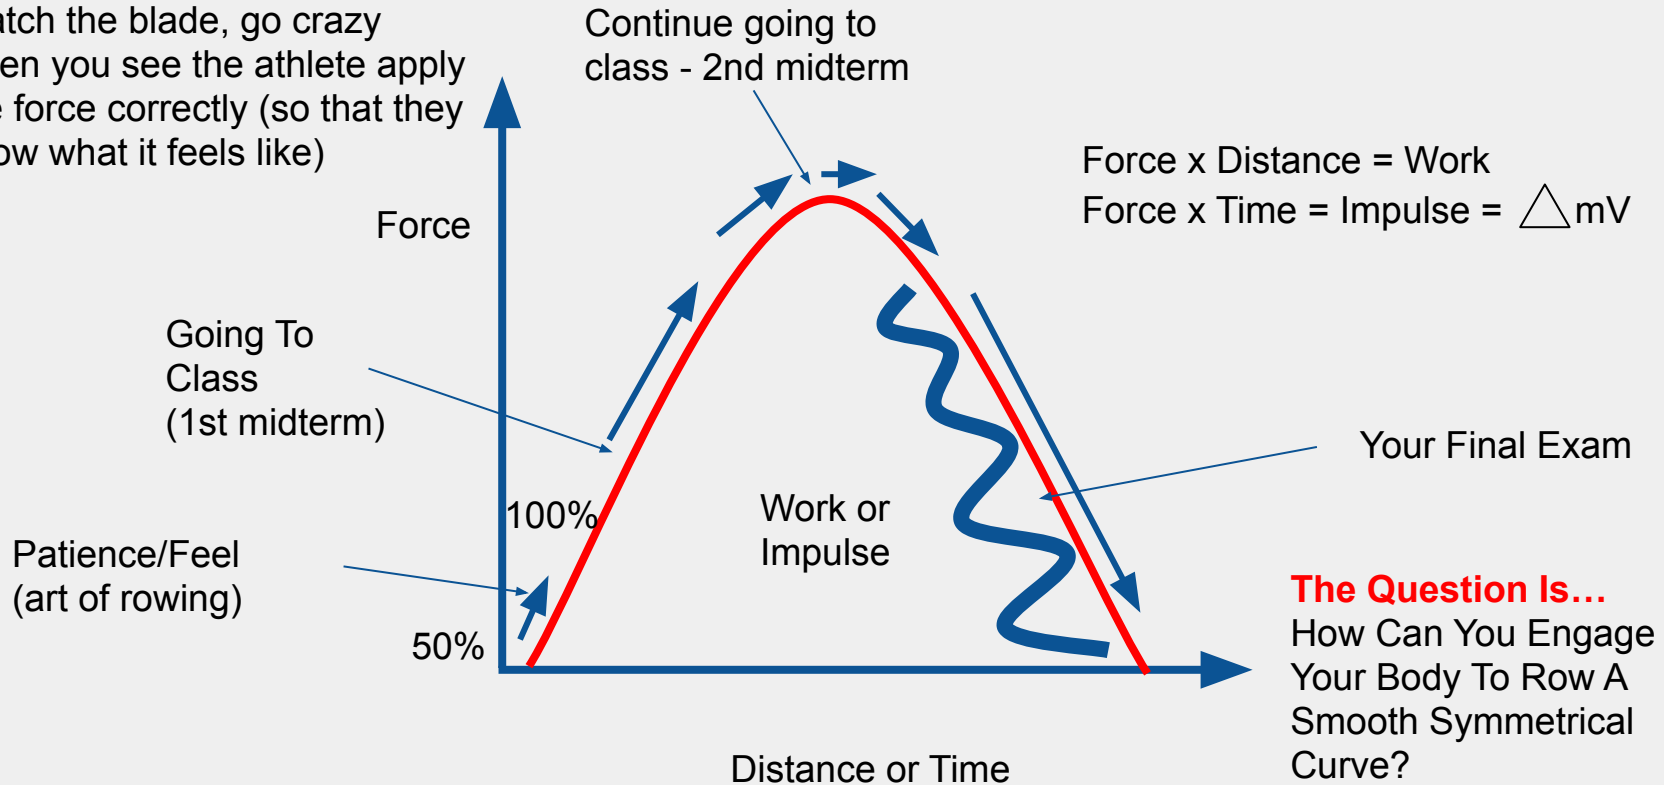 atch the blade, go crazy
en you see the athlete apply
e force correctly (so that they
ow what it feels like)
Continue going to
class - 2nd midterm
Force x Distance = Work
Force x Time = Impulse = △mV
Force
Going To
Class
(1st midterm)
100%
Patience/Feel
(art of rowing)
50%
Work or
Impulse
Your Final Exam
The Question Is…
How Can You Engage
Your Body To Row A
Smooth Symmetrical
Curve?
Distance or Time